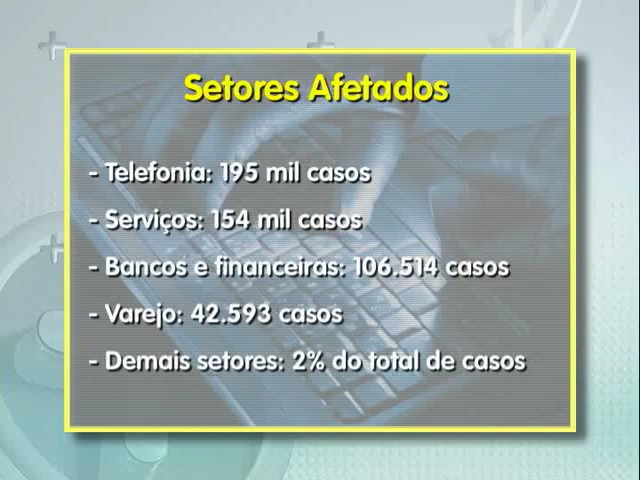 Setores Afetados
- Telefonia: 195 mil casos
- Serviços: 154 mil casos
- Bancos e financeiras: 106.514 casos
- Varejo: 42.593 casos
- Demais setores: 2% do total de casos